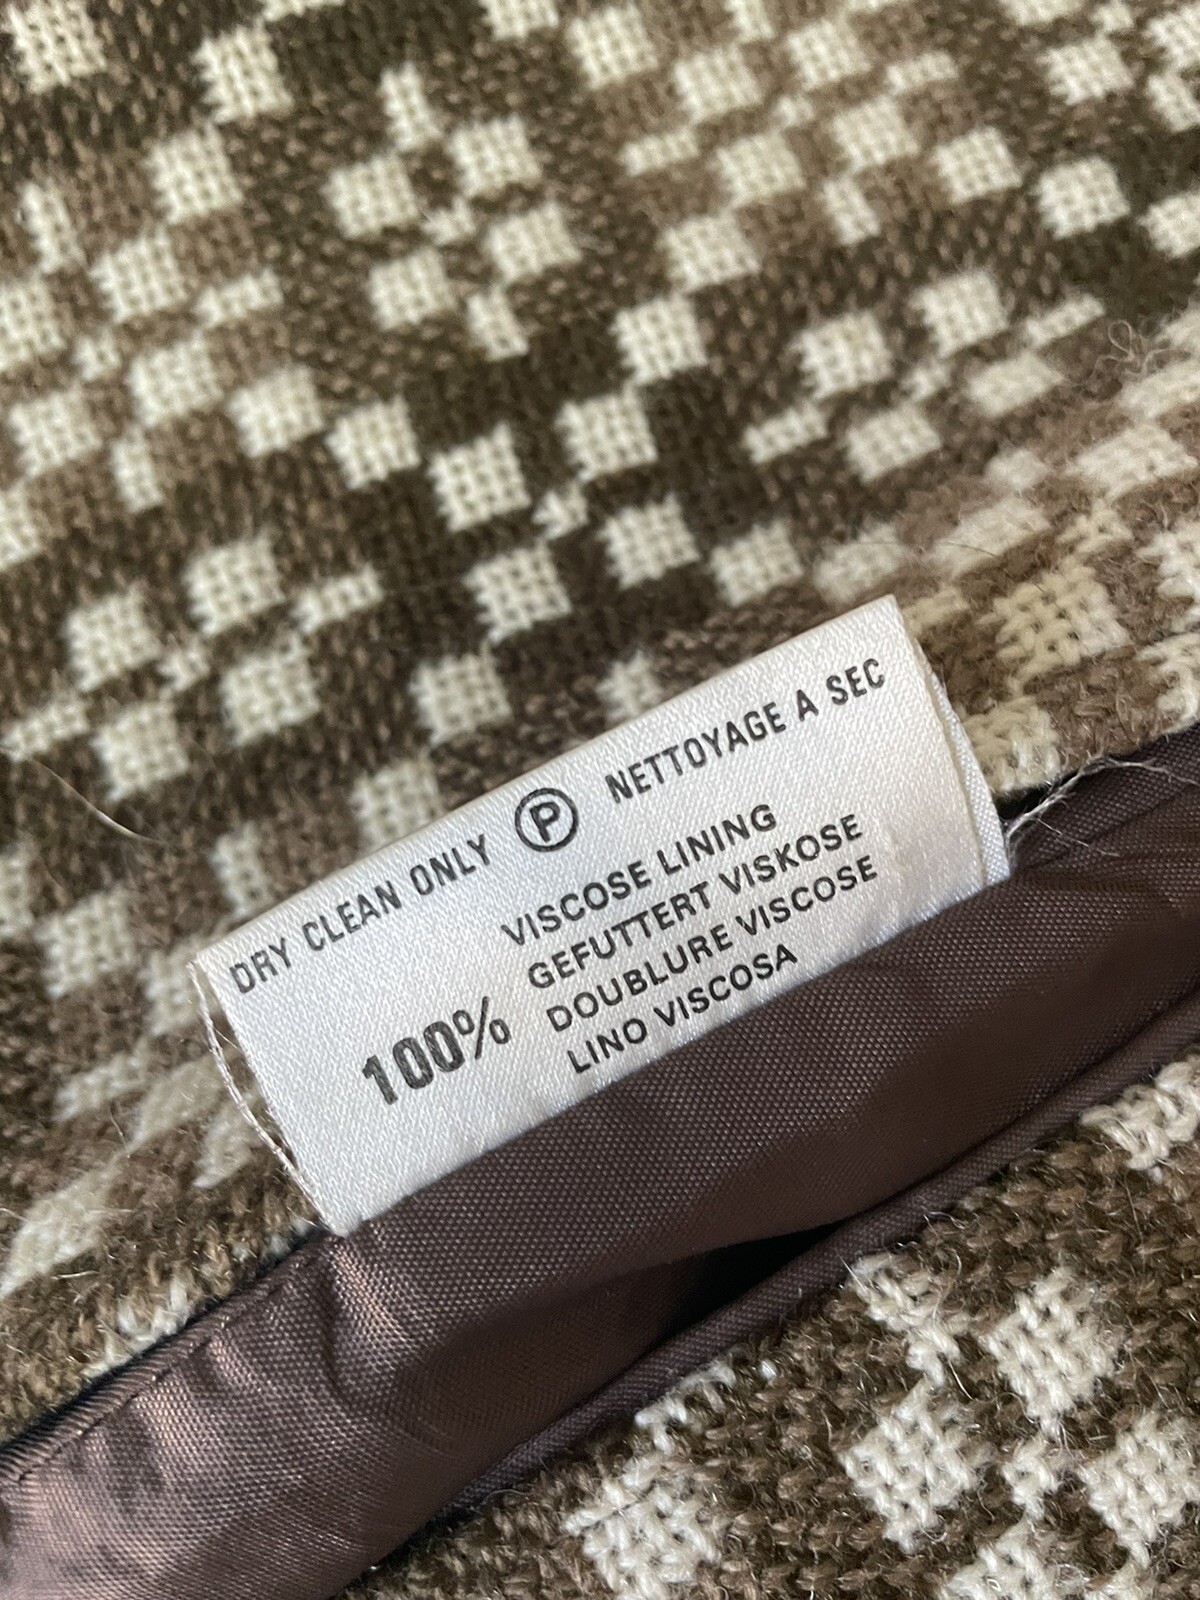 DRY CLEAN ONLY Ⓟ NETTOYAGE A SEC
VISCOSE LINING
GEFUTTERT VISKOSE
100% DOUBLURE VISCOSE
LINO VISCOSA